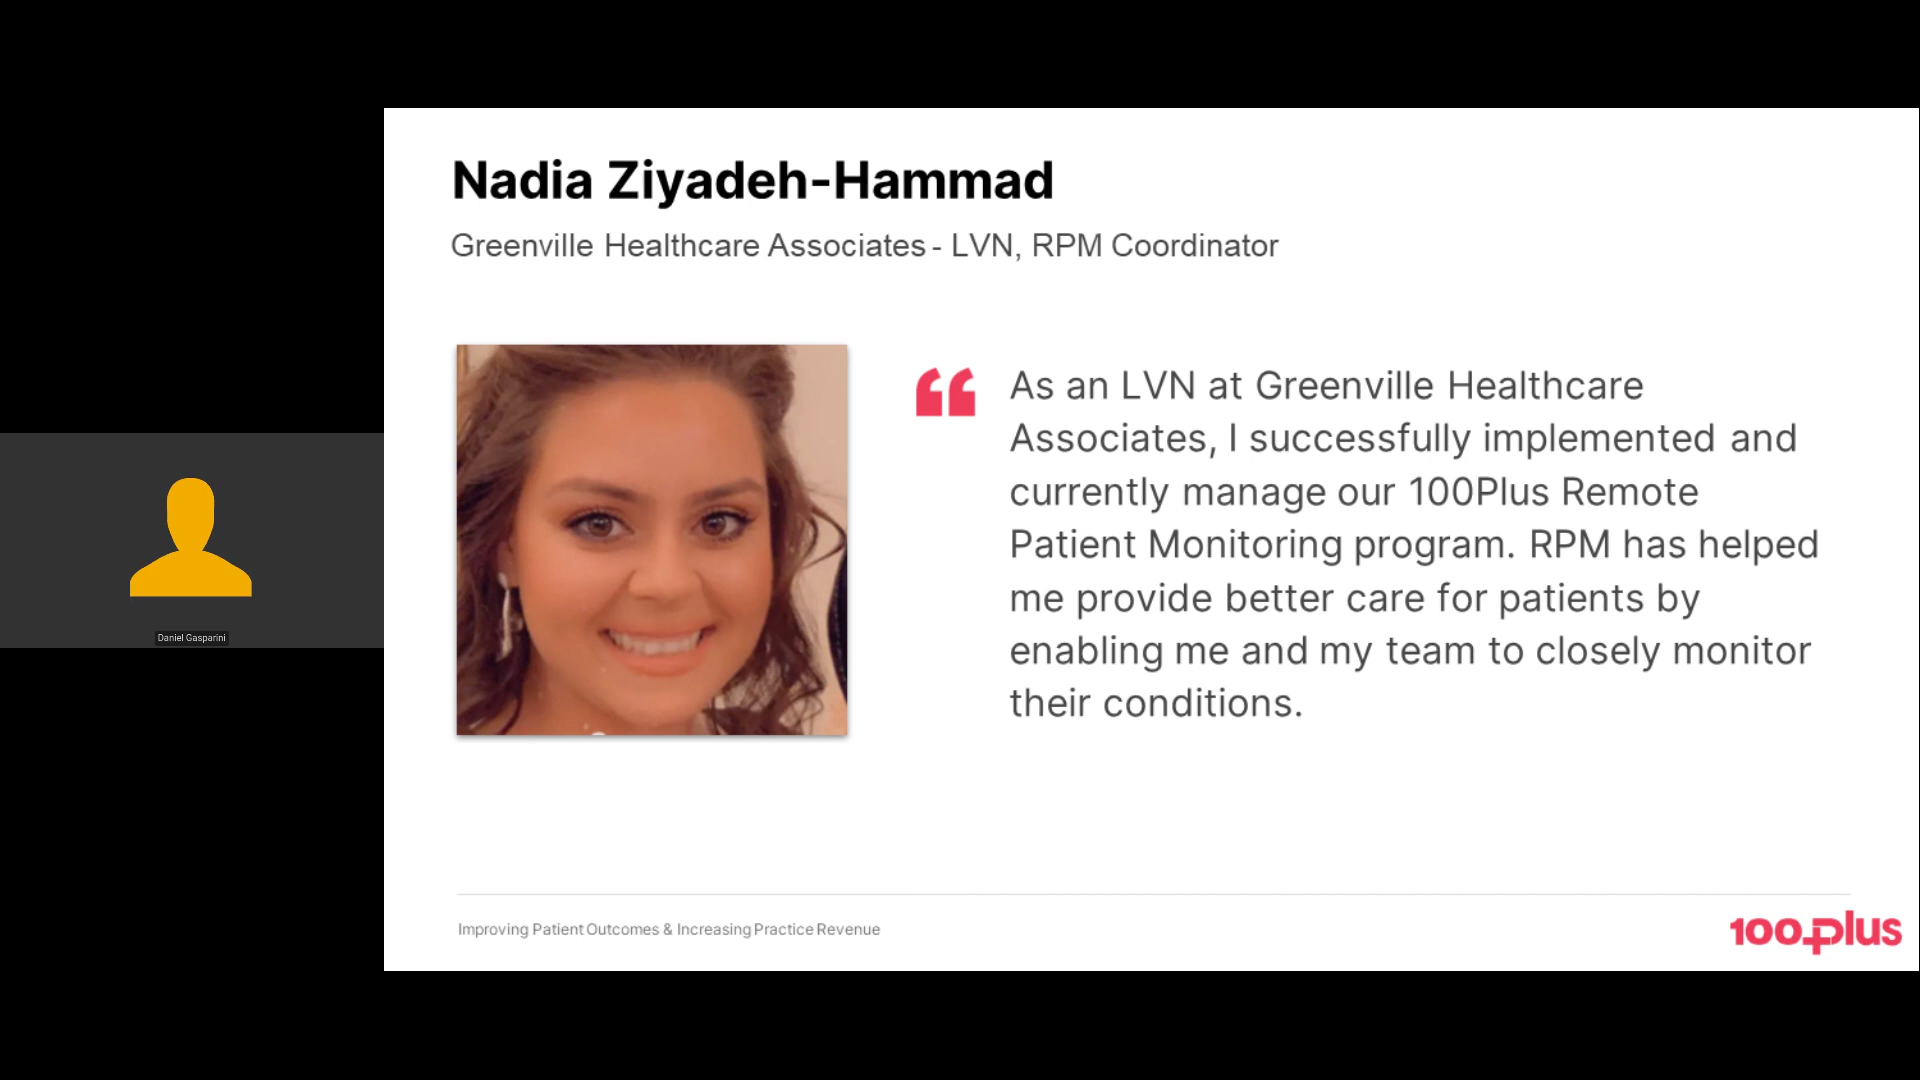 Nadia Ziyadeh-Hammad
Greenville Healthcare Associates - LVN, RPM Coordinator
As an LVN at Greenville Healthcare
Associates, I successfully implemented and
currently manage our 100Plus Remote
Patient Monitoring program. RPM has helped
me provide better care for patients by
enabling me and my team to closely monitor
their conditions.
Daniel Gasparini
Improving Patient Outcomes & Increasing Practice Revenue
100plus